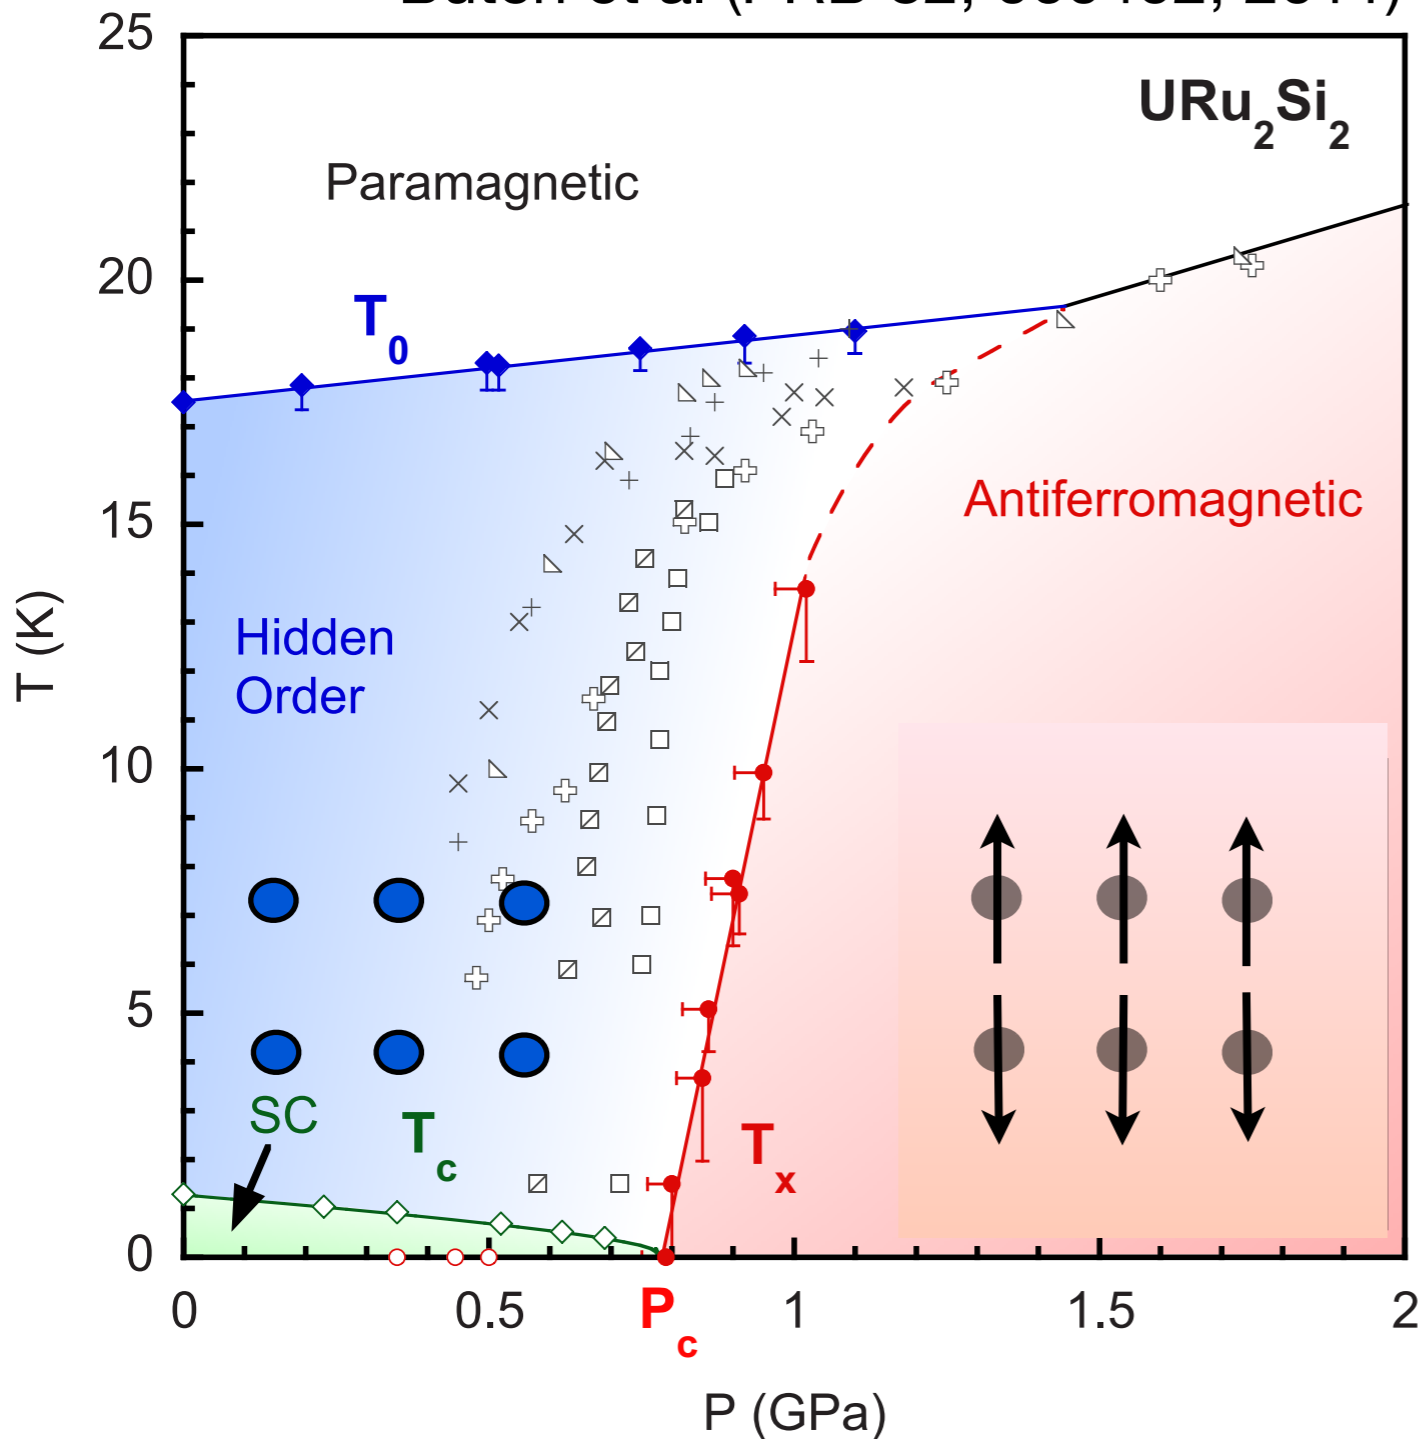 25
URu2Si2
Paramagnetic
20
T0
15
Antiferromagnetic
T (K)
Hidden
Order
10
5
SC
Tc
Tx
0
0
0.5
Pc
1
1.5
2
P (GPa)